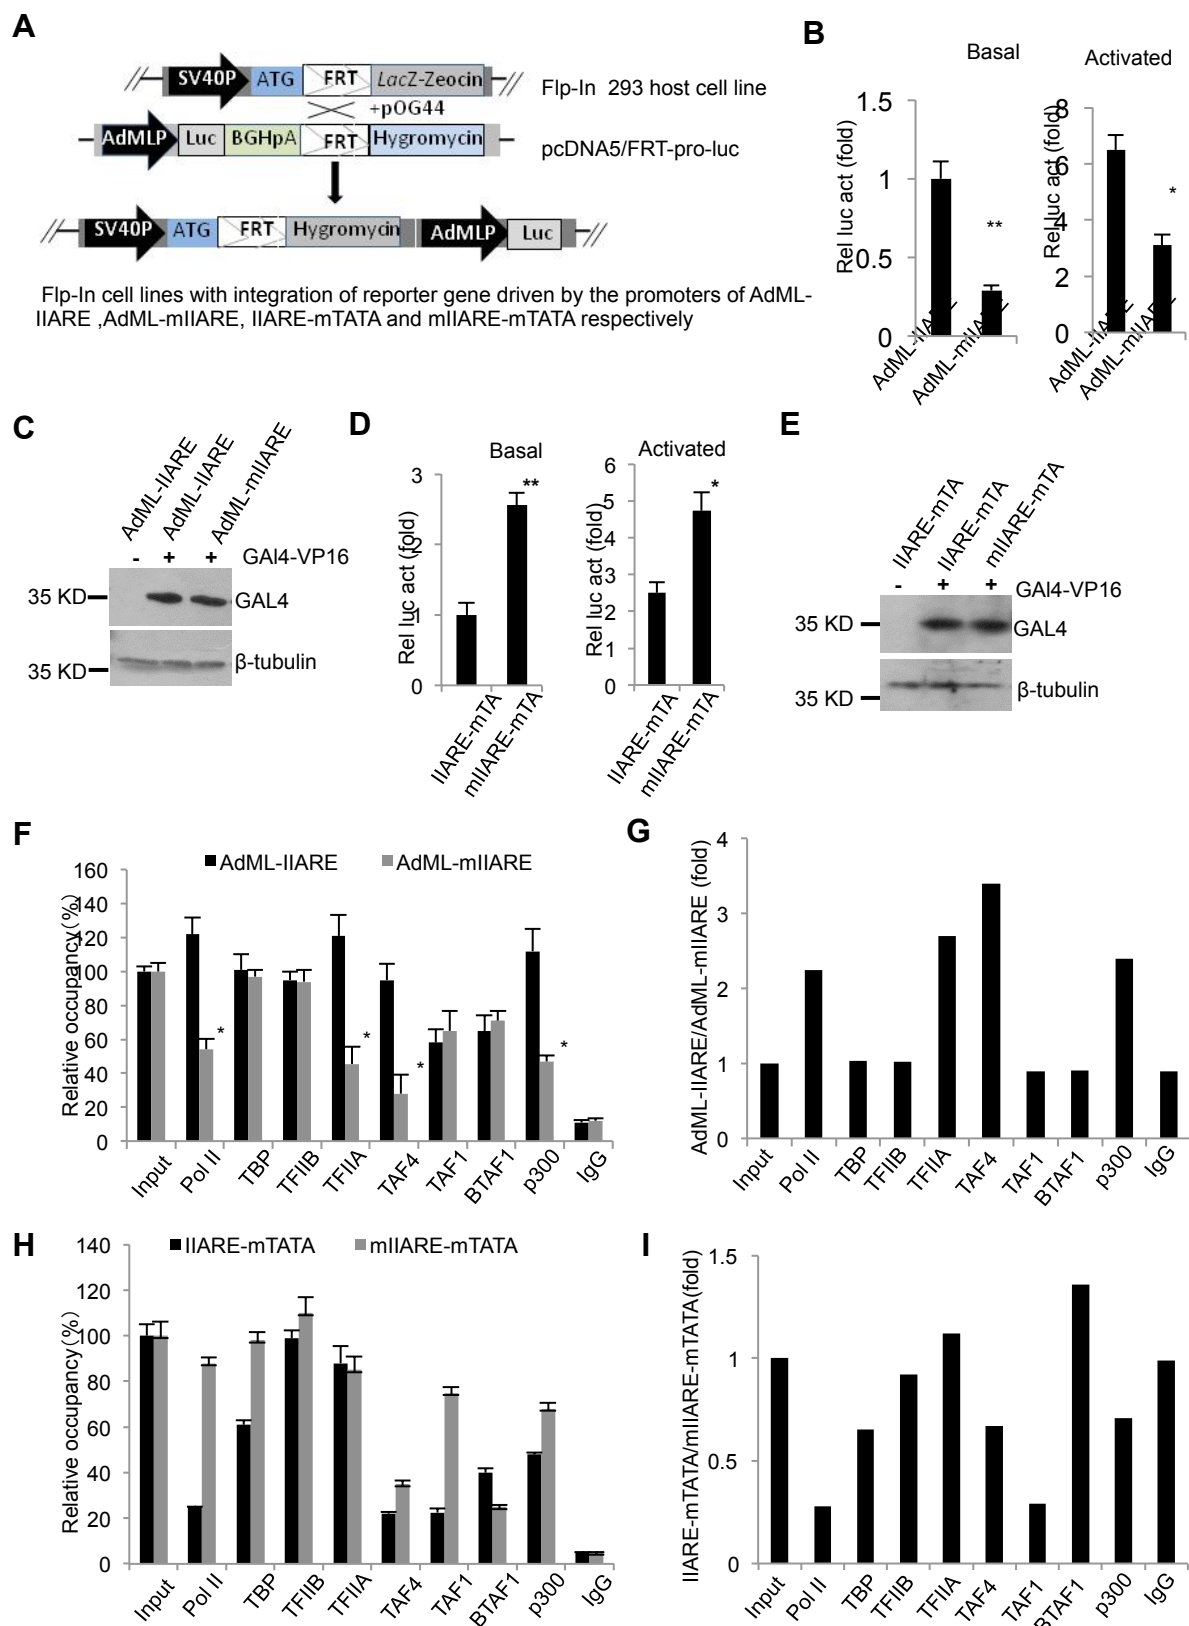 A
SV40P ATG FRT LacZ-Zeocin
Flp-In 293 host cell line
+pOG44
AdMLP Luc BGHpA FRT Hygromycin
pcDNA5/FRT-pro-luc
SV40P ATG FRT Hygromycin AdMLP Luc
Flp-In cell lines with integration of reporter gene driven by the promoters of AdML-
IIARE ,AdML-mIIARE, IIARE-mTATA and mIIARE-mTATA respectively
B
Basal
Rel luc act (fold)
1.5
1
0.5
0
**
AdML-IIARE
AdML-mIIARE
Activated
Rel luc act (fold)
8
6
4
2
0
*
AdML-IIARE
AdML-mIIARE
C
AdML-IIARE
AdML-IIARE
AdML-mIIARE
- + + GAl4-VP16
35 KD GAL4
35 KD β-tubulin
D
Basal
Rel luc act (fold)
3
2
1
0
**
IIARE-mTA
mIIARE-mTA
Activated
Rel luc act (fold)
6
5
4
3
2
1
0
*
IIARE-mTA
mIIARE-mTA
E
IIARE-mTA
IIARE-mTA
mIIARE-mTA
- + + GAl4-VP16
35 KD GAL4
35 KD β-tubulin
F
AdML-IIARE AdML-mIIARE
Relative occupancy(%)
160
140
120
100
80
60
40
20
0
* * * *
Input Pol II TBP TFIIB TFIIA TAF4 TAF1 BTAF1 p300 IgG
G
AdML-IIARE/AdML-mIIARE (fold)
4
3
2
1
0
Input Pol II TBP TFIIB TFIIA TAF4 TAF1 BTAF1 p300 IgG
H
IIARE-mTATA mIIARE-mTATA
Relative occupancy(%)
140
120
100
80
60
40
20
0
Input Pol II TBP TFIIB TFIIA TAF4 TAF1 BTAF1 p300 IgG
I
IIARE-mTATA/mIIARE-mTATA(fold)
1.5
1
0.5
0
Input Pol II TBP TFIIB TFIIA TAF4 TAF1 BTAF1 p300 IgG